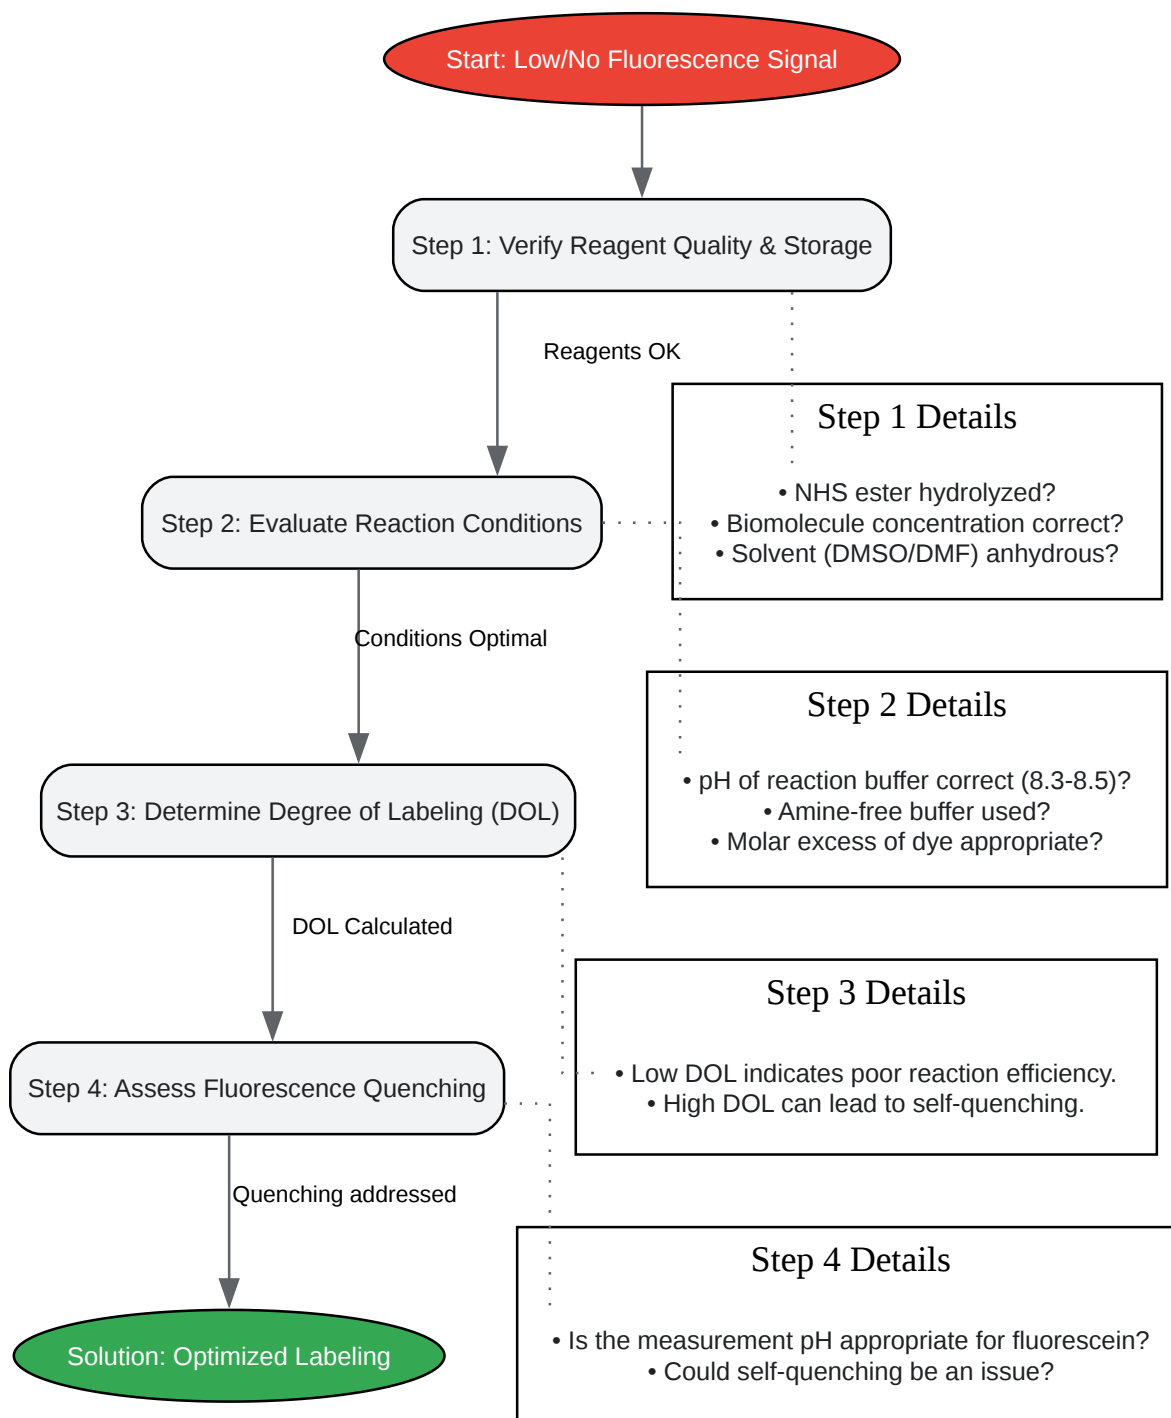 Start: Low/No Fluorescence Signal
Step 1: Verify Reagent Quality & Storage
Reagents OK
Step 1 Details
• NHS ester hydrolyzed?
• Biomolecule concentration correct?
• Solvent (DMSO/DMF) anhydrous?
Step 2: Evaluate Reaction Conditions
Conditions Optimal
Step 2 Details
• pH of reaction buffer correct (8.3-8.5)?
• Amine-free buffer used?
• Molar excess of dye appropriate?
Step 3: Determine Degree of Labeling (DOL)
DOL Calculated
Step 3 Details
• Low DOL indicates poor reaction efficiency.
• High DOL can lead to self-quenching.
Step 4: Assess Fluorescence Quenching
Quenching addressed
Step 4 Details
• Is the measurement pH appropriate for fluorescein?
• Could self-quenching be an issue?
Solution: Optimized Labeling